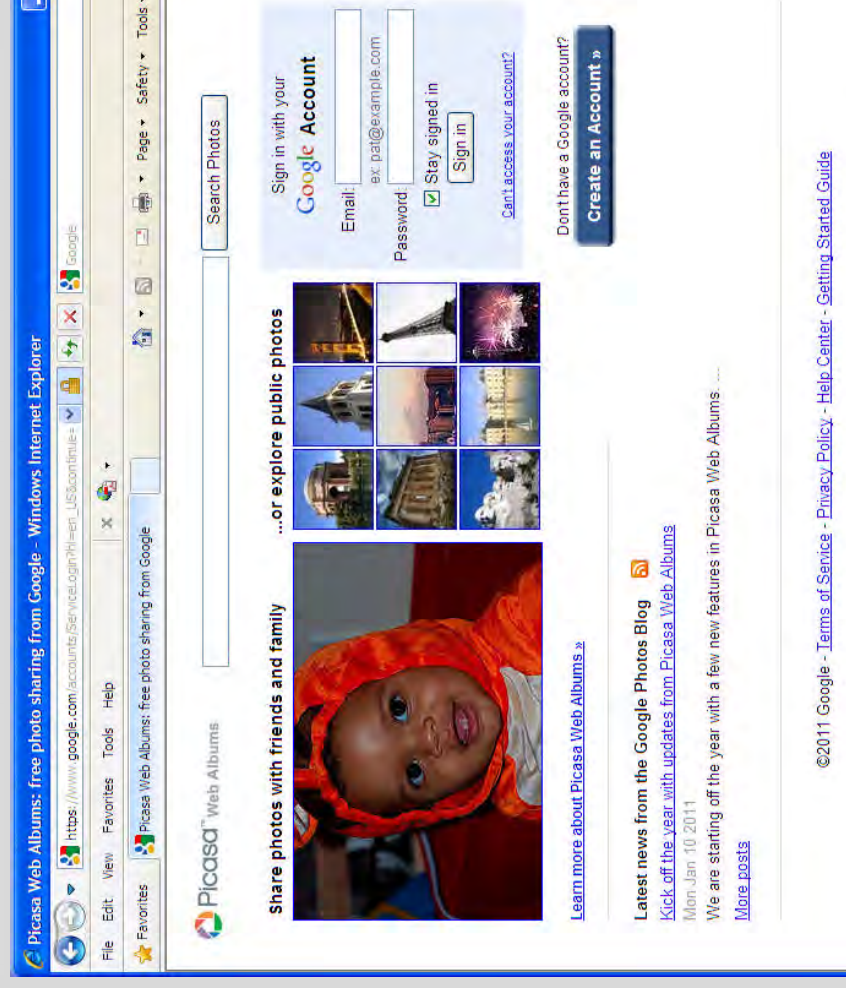 Picasa Web Albums: free photo sharing from Google - Windows Internet Explorer
https://www.google.com/accounts/ServiceLogin?hl=en_US&continue=
Google
File Edit View Favorites Tools Help
Favorites
Picasa Web Albums: free photo sharing from Google
Page
Safety
Tools
Picasa™ Web Albums
Search Photos
Share photos with friends and family
...or explore public photos
Learn more about Picasa Web Albums »
Sign in with your
Google Account
Email:
ex: pat@example.com
Password:
Stay signed in
Sign in
Can't access your account?
Don't have a Google account?
Create an Account »
Latest news from the Google Photos Blog
Kick off the year with updates from Picasa Web Albums
Mon Jan 10 2011
We are starting off the year with a few new features in Picasa Web Albums. ...
More posts
©2011 Google - Terms of Service - Privacy Policy - Help Center - Getting Started Guide